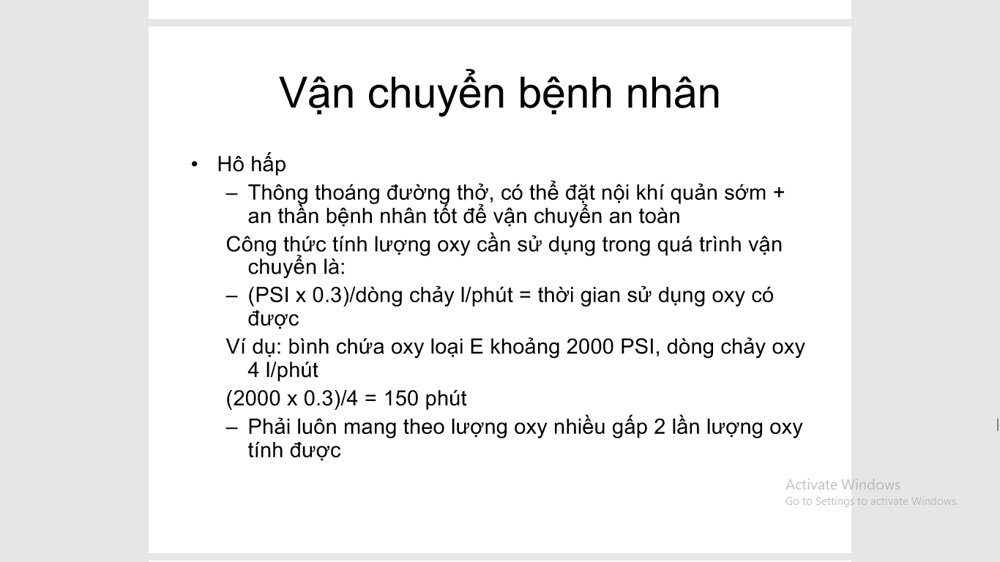 Vận chuyển bệnh nhân
• Hô hấp
– Thông thoáng đường thở, có thể đặt nội khí quản sớm +
an thần bệnh nhân tốt để vận chuyển an toàn
Công thức tính lượng oxy cần sử dụng trong quá trình vận
chuyển là:
– (PSI x 0.3)/dòng chảy l/phút = thời gian sử dụng oxy có
được
Ví dụ: bình chứa oxy loại E khoảng 2000 PSI, dòng chảy oxy
4 l/phút
(2000 x 0.3)/4 = 150 phút
– Phải luôn mang theo lượng oxy nhiều gấp 2 lần lượng oxy
tính được
Activate Windows
Go to Settings to activate Windows.